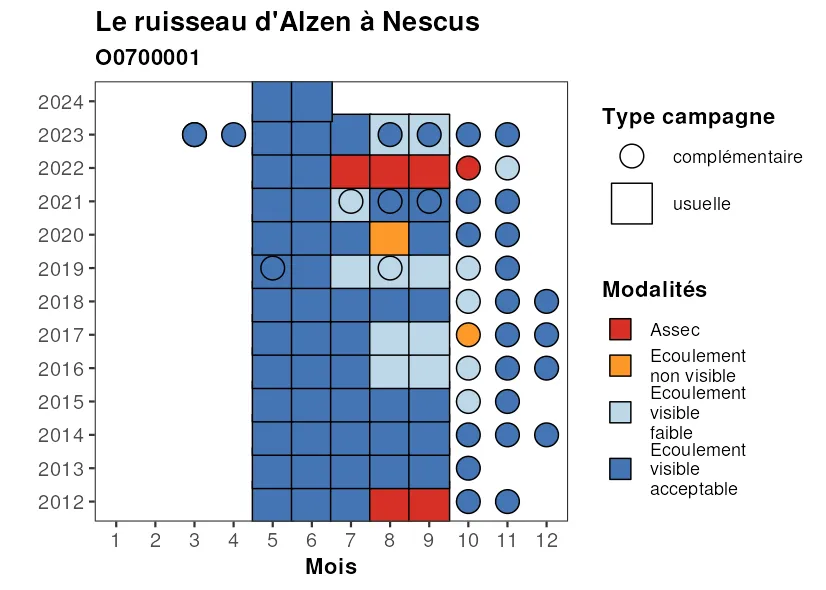 Le ruisseau d'Alzen à Nescus
O0700001
2024
2023
2022
2021
2020
2019
2018
2017
2016
2015
2014
2013
2012
1 2 3 4 5 6 7 8 9 10 11 12
Mois
Type campagne
complémentaire
usuelle
Modalités
Assec
Ecoulement
non visible
Ecoulement
visible
faible
Ecoulement
visible
acceptable